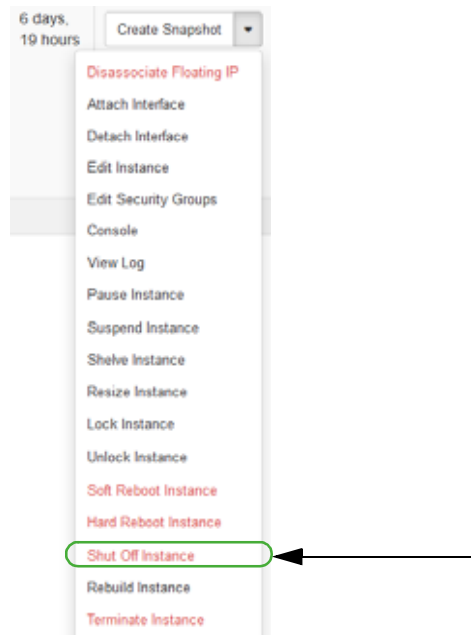 6 days,
19 hours
Create Snapshot
Disassociate Floating IP
Attach Interface
Detach Interface
Edit Instance
Edit Security Groups
Console
View Log
Pause Instance
Suspend Instance
Shelve Instance
Resize Instance
Lock Instance
Unlock Instance
Soft Reboot Instance
Hard Reboot Instance
Shut Off Instance
Rebuild Instance
Terminate Instance